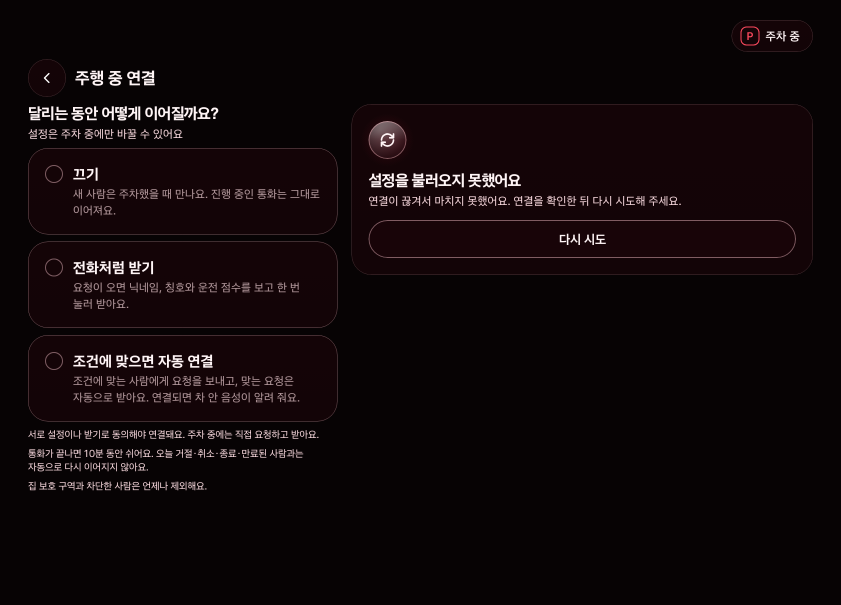 P 주차 중
주행 중 연결
달리는 동안 어떻게 이어질까요?
설정은 주차 중에만 바꿀 수 있어요
끄기
새 사람은 주차했을 때 만나요. 진행 중인 통화는 그대로
이어져요.
전화처럼 받기
요청이 오면 닉네임, 칭호와 운전 점수를 보고 한 번
눌러 받아요.
조건에 맞으면 자동 연결
조건에 맞는 사람에게 요청을 보내고, 맞는 요청은
자동으로 받아요. 연결되면 차 안 음성이 알려 줘요.
서로 설정이나 받기로 동의해야 연결돼요. 주차 중에는 직접 요청하고 받아요.
통화가 끝나면 10분 동안 쉬어요. 오늘 거절·취소·종료·만료된 사람과는
자동으로 다시 이어지지 않아요.
집 보호 구역과 차단한 사람은 언제나 제외해요.
설정을 불러오지 못했어요
연결이 끊겨서 마치지 못했어요. 연결을 확인한 뒤 다시 시도해 주세요.
다시 시도